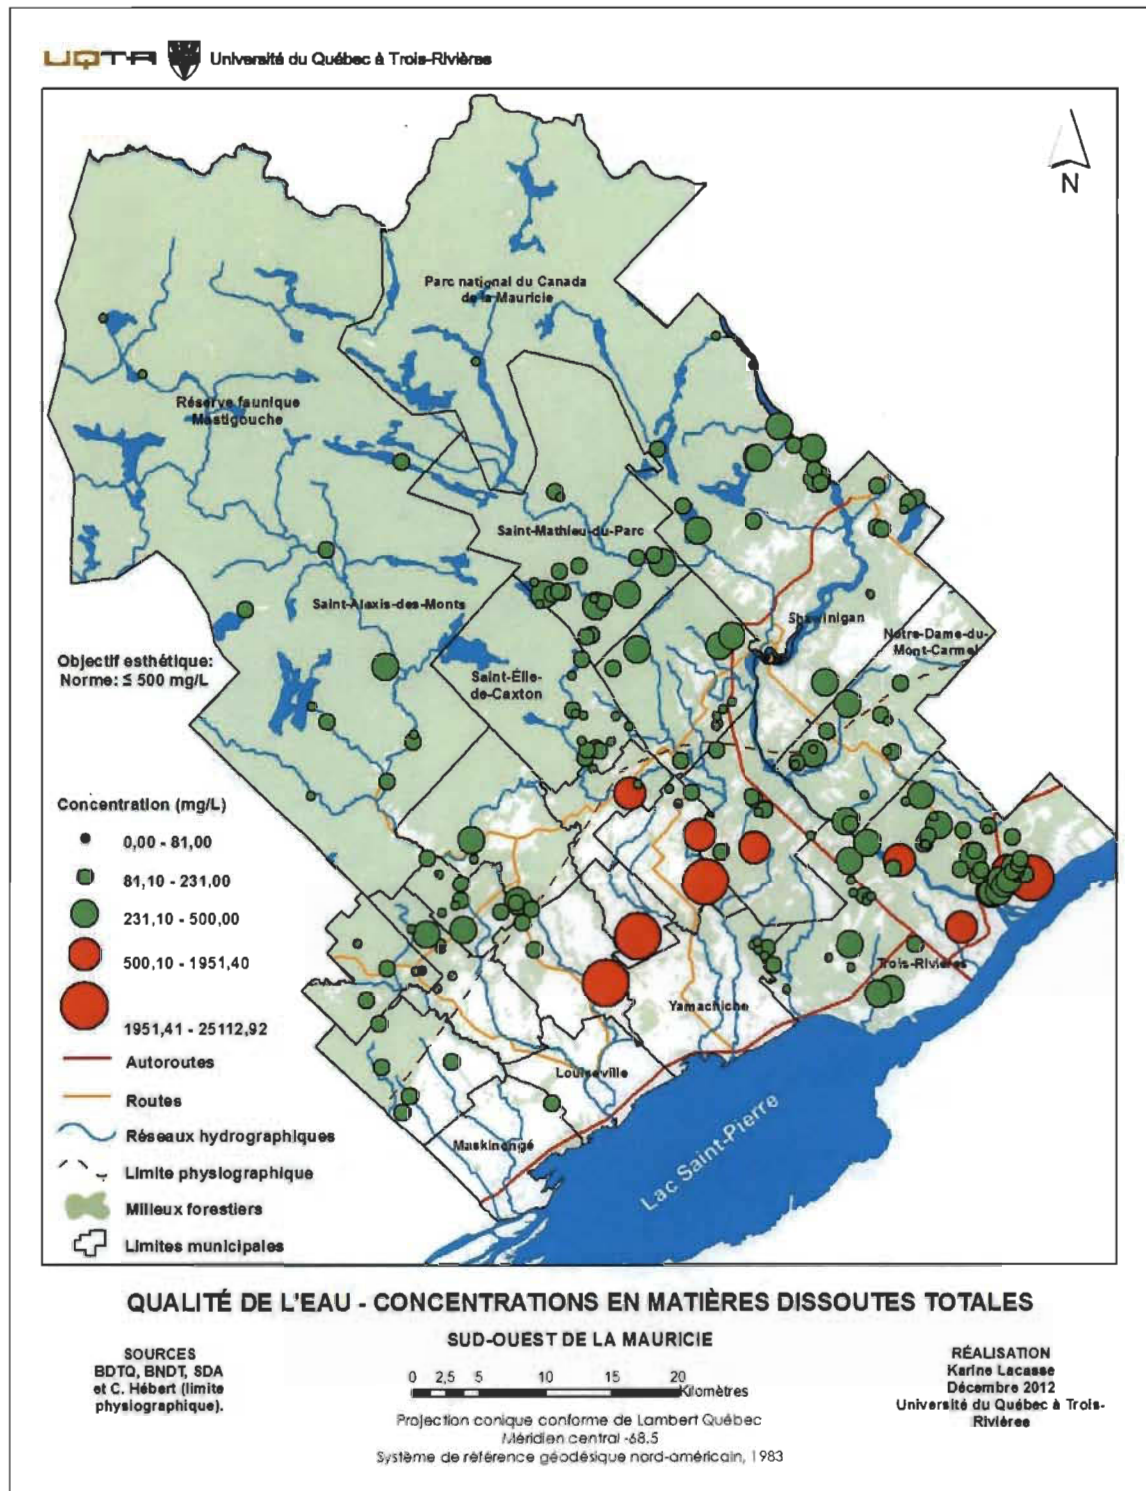 UQTR Université du Québec à Trois-Rivières
N
Parc national du Canada
de la Mauricie
Réserve faunique
Mastigouche
Saint-Mathieu-du-Parc
Saint-Alexis-des-Monts
Shawinigan
Notre-Dame-du-
Mont-Carmel
Saint-Élie-
de-Caxton
Objectif esthétique:
Norme: ≤ 500 mg/L
Concentration (mg/L)
0,00 - 81,00
81,10 - 231,00
231,10 - 500,00
500,10 - 1951,40
1951,41 - 25112,92
Autoroutes
Routes
Réseaux hydrographiques
Limite physiographique
Milieux forestiers
Limites municipales
Trois-Rivières
Yamachiche
Louiseville
Maskinongé
Lac Saint-Pierre
QUALITÉ DE L'EAU - CONCENTRATIONS EN MATIÈRES DISSOUTES TOTALES
SUD-OUEST DE LA MAURICIE
SOURCES
BDTQ, BNDT, SDA
et C. Hébert (limite
physiographique).
0 2,5 5 10 15 20
Kilomètres
Projection conique conforme de Lambert Québec
Méridien central -68.5
Système de référence géodésique nord-américain, 1983
RÉALISATION
Karine Lacasse
Décembre 2012
Université du Québec à Trois-
Rivières